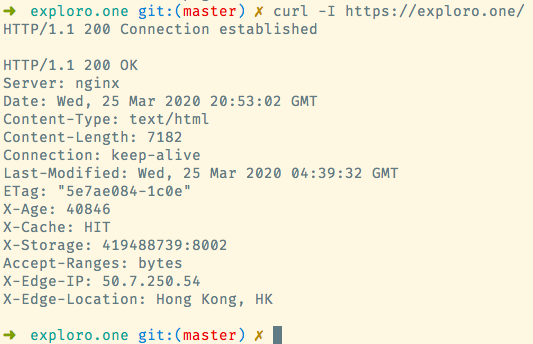 ➜ exploro.one git:(master) ✗ curl -I https://exploro.one/
HTTP/1.1 200 Connection established
HTTP/1.1 200 OK
Server: nginx
Date: Wed, 25 Mar 2020 20:53:02 GMT
Content-Type: text/html
Content-Length: 7182
Connection: keep-alive
Last-Modified: Wed, 25 Mar 2020 04:39:32 GMT
ETag: "5e7ae084-1c0e"
X-Age: 40846
X-Cache: HIT
X-Storage: 419488739:8002
Accept-Ranges: bytes
X-Edge-IP: 50.7.250.54
X-Edge-Location: Hong Kong, HK
➜ exploro.one git:(master) ✗